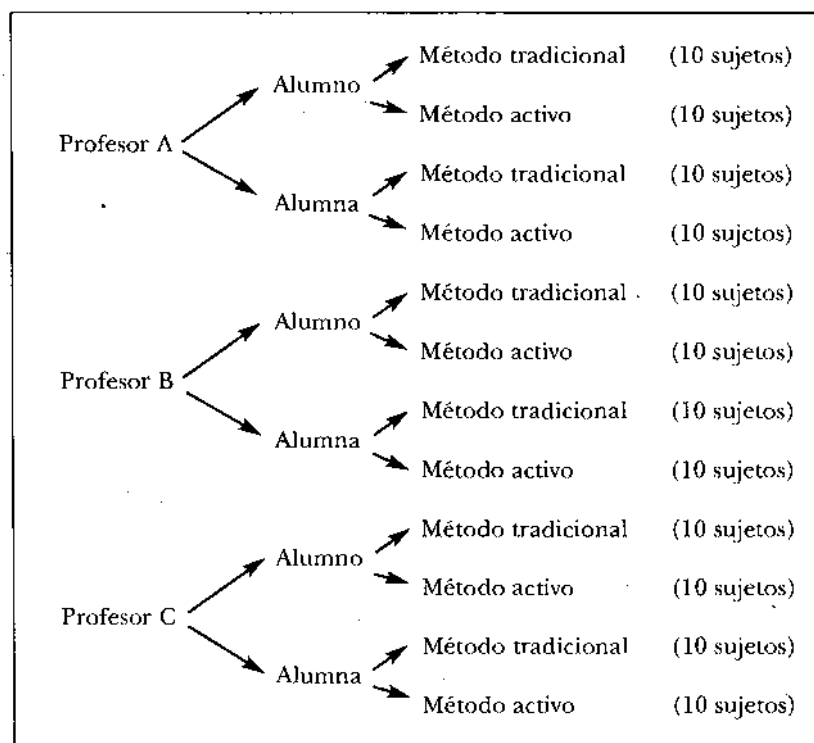 Método tradicional (10 sujetos)
Alumno
Método activo (10 sujetos)
Profesor A
Método tradicional (10 sujetos)
Alumna
Método activo (10 sujetos)
Método tradicional (10 sujetos)
Alumno
Método activo (10 sujetos)
Profesor B
Método tradicional (10 sujetos)
Alumna
Método activo (10 sujetos)
Método tradicional (10 sujetos)
Alumno
Método activo (10 sujetos)
Profesor C
Método tradicional (10 sujetos)
Alumna
Método activo (10 sujetos)